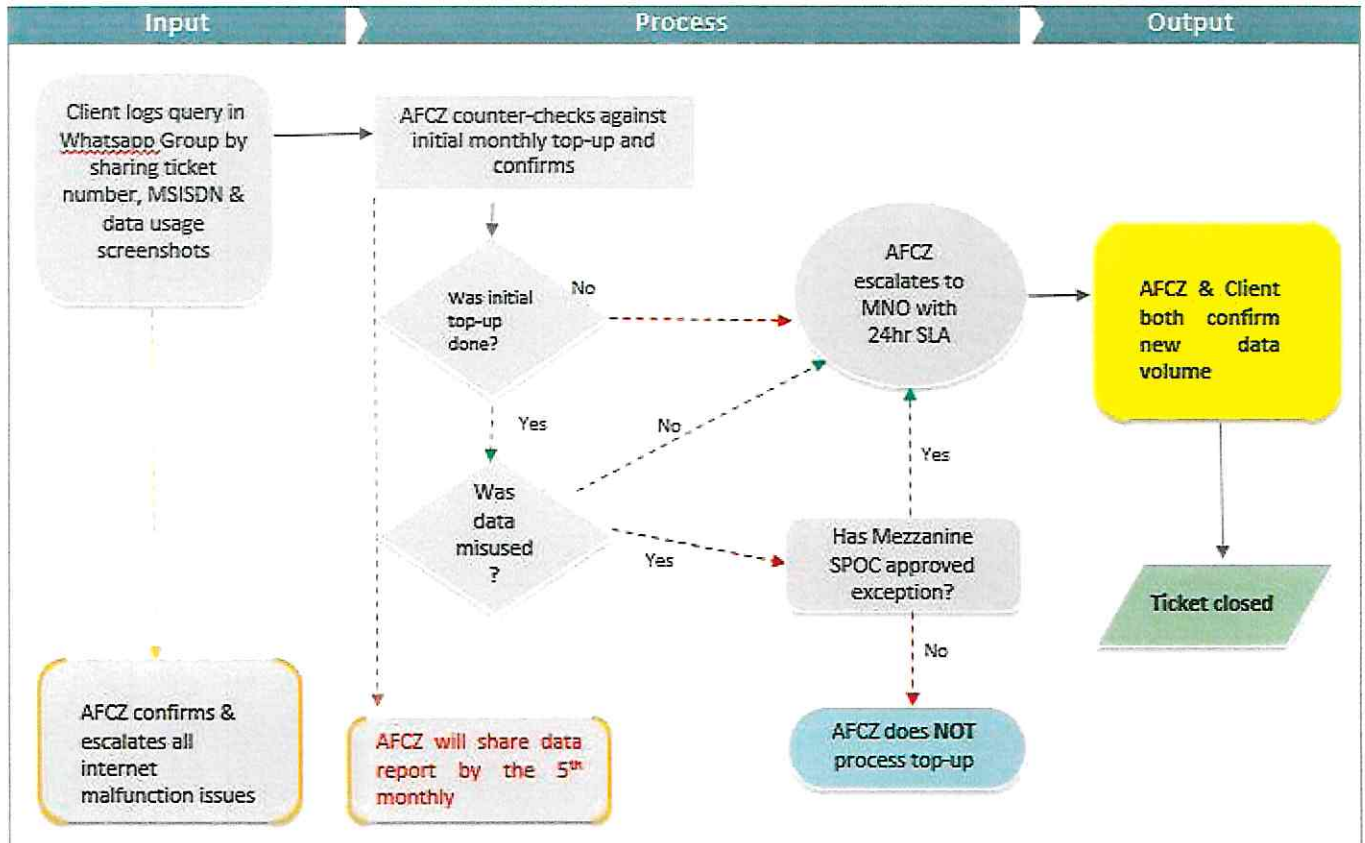 Input
Process
Output
Client logs query in
Whatsapp Group by
sharing ticket
number, MSISDN &
data usage
screenshots
AFCZ counter-checks against
initial monthly top-up and
confirms
Was initial
top-up
done?
No
Yes
Was
data
misused
?
No
Yes
AFCZ
escalates to
MNO with
24hr SLA
Yes
Has Mezzanine
SPOC approved
exception?
No
AFCZ does NOT
process top-up
AFCZ & Client
both confirm
new data
volume
Ticket closed
AFCZ confirms &
escalates all
internet
malfunction issues
AFCZ will share data
report by the 5th
monthly